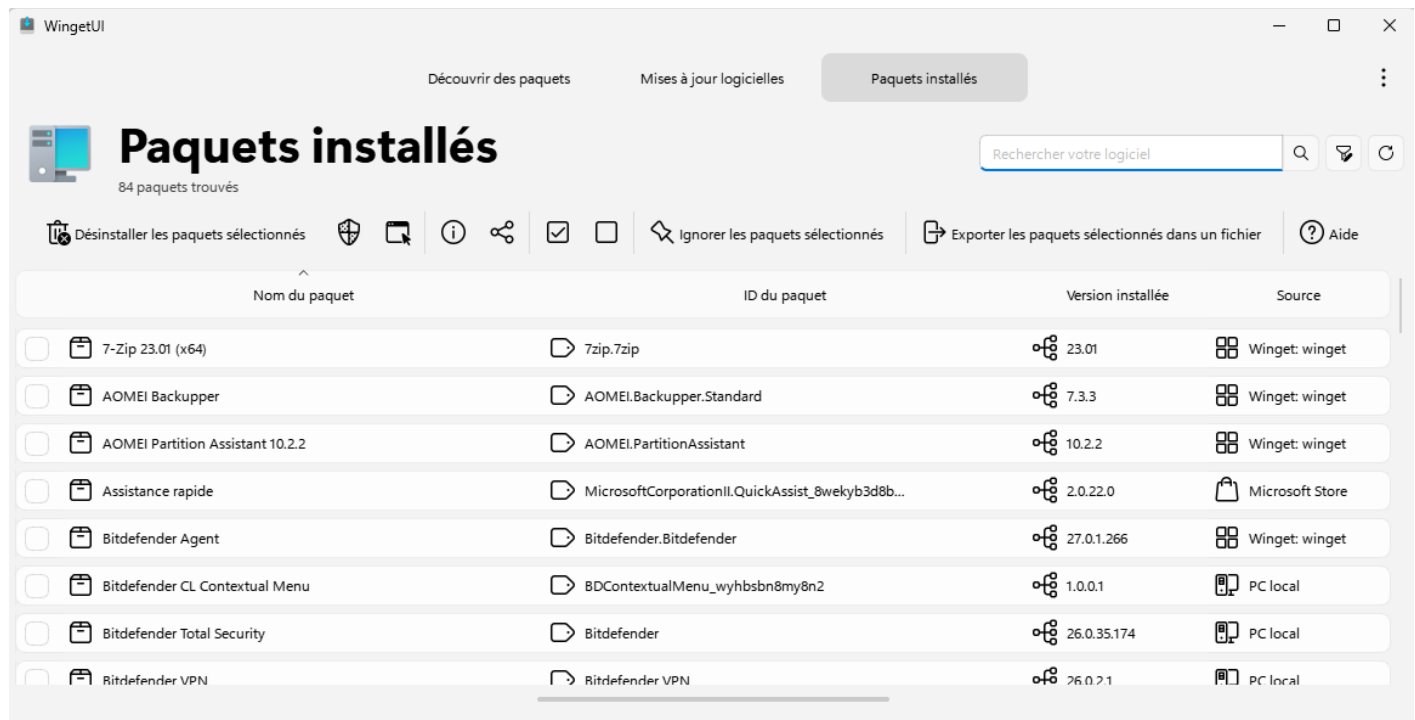 WingetUI
Découvrir des paquets Mises à jour logicielles Paquets installés
Paquets installés
Rechercher votre logiciel
84 paquets trouvés
Désinstaller les paquets sélectionnés Ignorer les paquets sélectionnés Exporter les paquets sélectionnés dans un fichier Aide
Nom du paquet ID du paquet Version installée Source
7-Zip 23.01 (x64) 7zip.7zip 23.01 Winget: winget
AOMEI Backupper AOMEI.Backupper.Standard 7.3.3 Winget: winget
AOMEI Partition Assistant 10.2.2 AOMEI.PartitionAssistant 10.2.2 Winget: winget
Assistance rapide MicrosoftCorporationII.QuickAssist_8wekyb3d8b... 2.0.22.0 Microsoft Store
Bitdefender Agent Bitdefender.Bitdefender 27.0.1.266 Winget: winget
Bitdefender CL Contextual Menu BDContextualMenu_wyhbsbn8my8n2 1.0.0.1 PC local
Bitdefender Total Security Bitdefender 26.0.35.174 PC local
Bitdefender VPN Bitdefender VPN 26.0.2.1 PC local